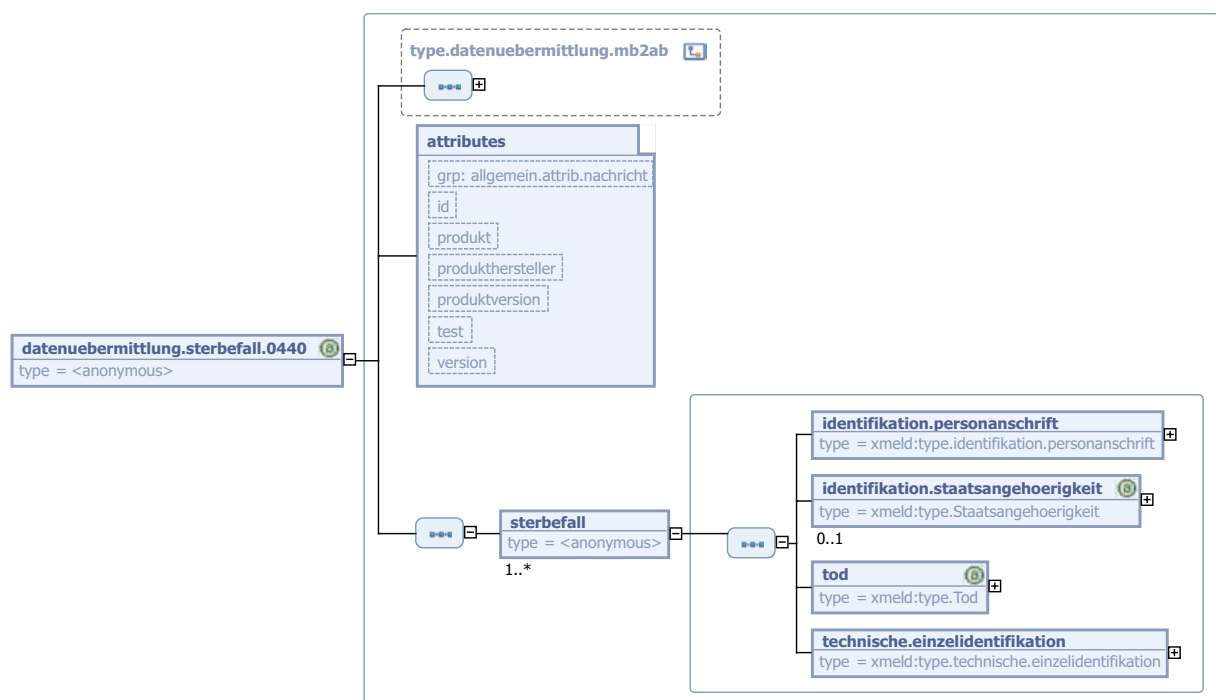 type.datenuebermittlung.mb2ab
attributes
grp: allgemein.attrib.nachricht
id
produkt
produkthersteller
produktversion
test
version
datenuebermittlung.sterbefall.0440
type = <anonymous>
sterbefall
type = <anonymous>
1..*
identifikation.personanschrift
type = xmeld:type.identifikation.personanschrift
identifikation.staatsangehoerigkeit
type = xmeld:type.Staatsangehoerigkeit
0..1
tod
type = xmeld:type.Tod
technische.einzelidentifikation
type = xmeld:type.technische.einzelidentifikation